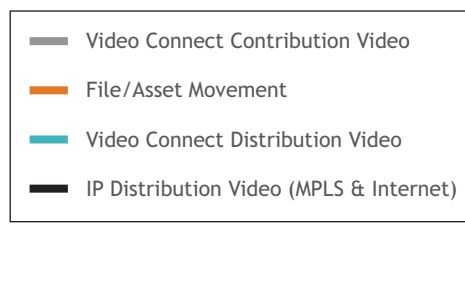 Video Connect Contribution Video
File/Asset Movement
Video Connect Distribution Video
IP Distribution Video (MPLS & Internet)